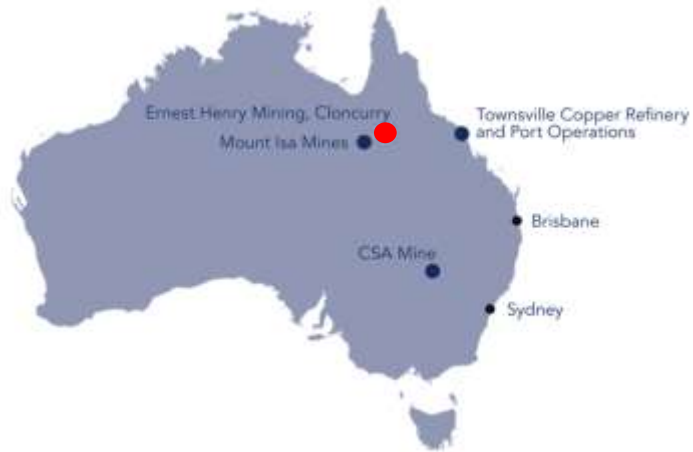 Ernest Henry Mining, Cloncurry
Mount Isa Mines
Townsville Copper Refinery
and Port Operations
Brisbane
CSA Mine
Sydney